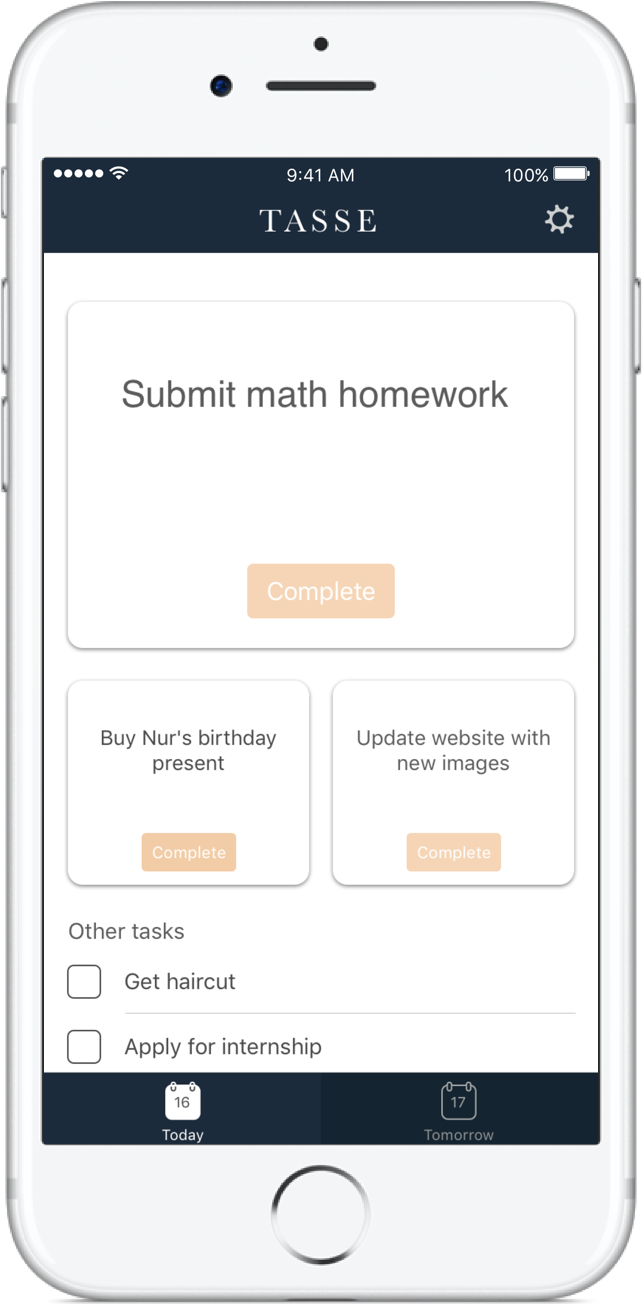 9:41 AM
100%
TASSE
Submit math homework
Complete
Buy Nur's birthday
present
Complete
Update website with
new images
Complete
Other tasks
Get haircut
Apply for internship
16
Today
17
Tomorrow